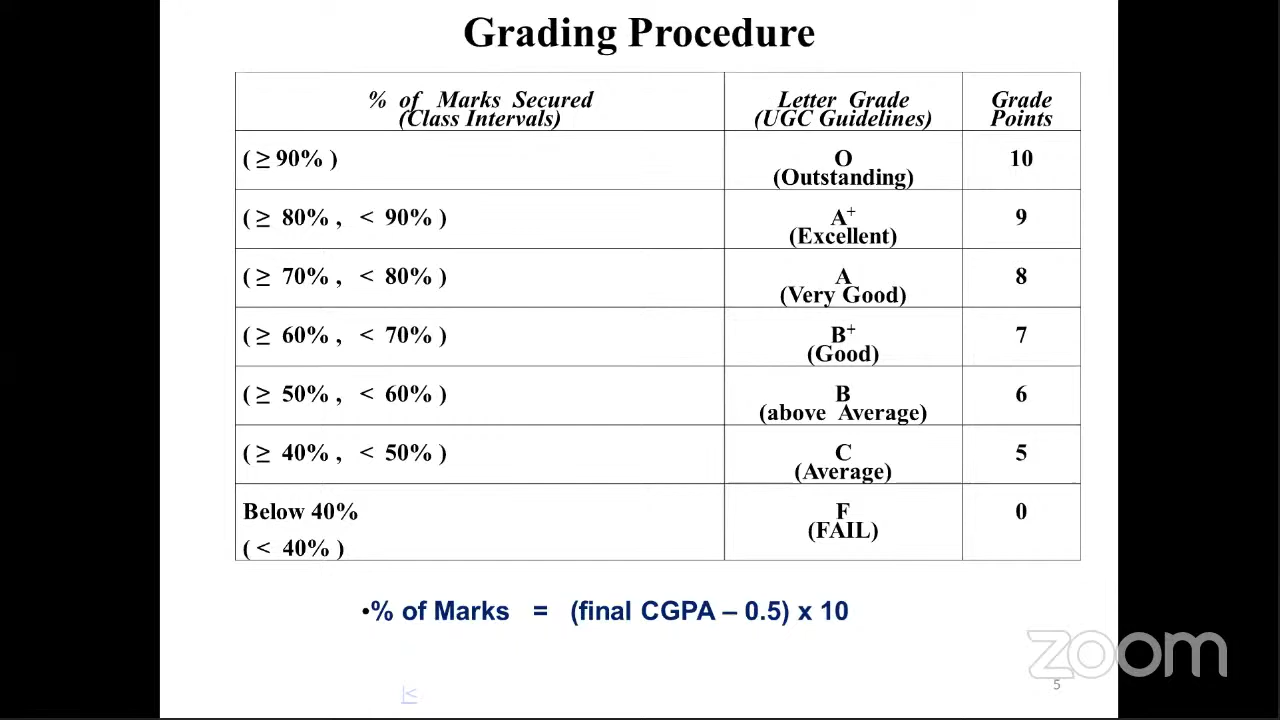 Grading Procedure
% of Marks Secured
(Class Intervals)
Letter Grade
(UGC Guidelines)
Grade
Points
( ≥ 90% )
O
(Outstanding)
10
( ≥ 80% , < 90% )
A+
(Excellent)
9
( ≥ 70% , < 80% )
A
(Very Good)
8
( ≥ 60% , < 70% )
B+
(Good)
7
( ≥ 50% , < 60% )
B
(above Average)
6
( ≥ 40% , < 50% )
C
(Average)
5
Below 40%
( < 40% )
F
(FAIL)
0
•% of Marks = (final CGPA – 0.5) x 10
zoom
5